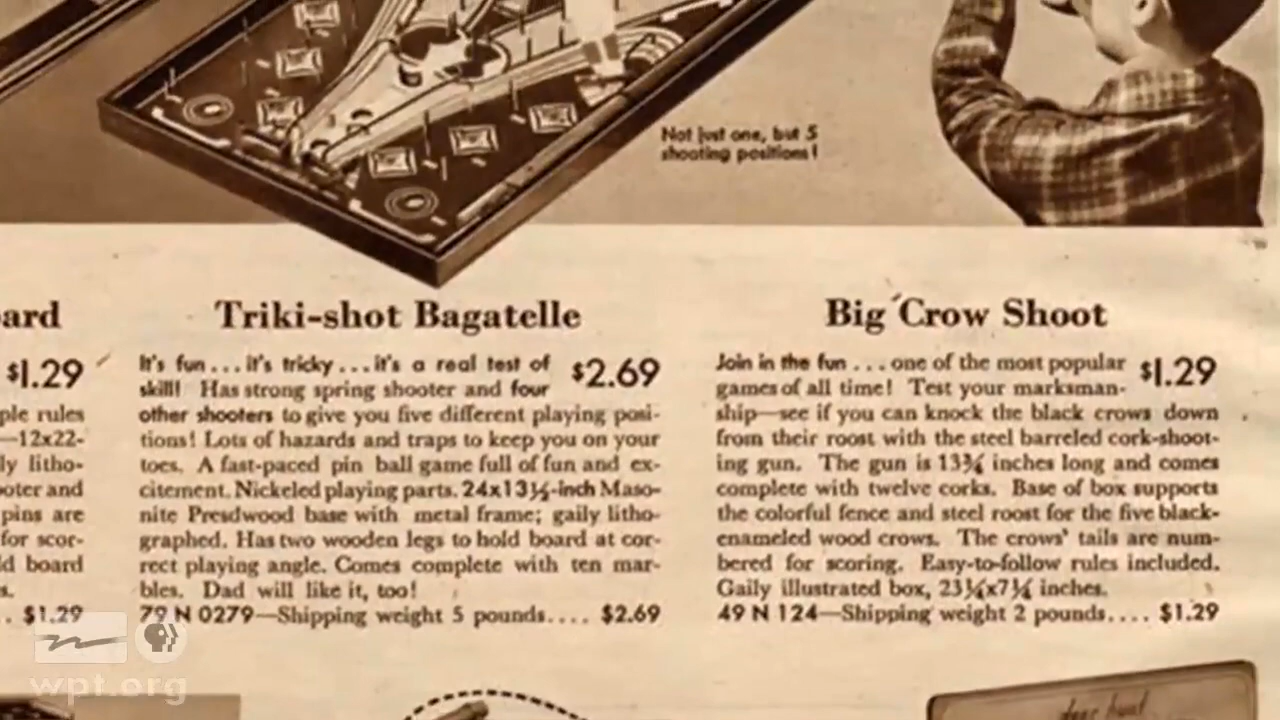 Not just one, but 5
shooting positions!
ard
$1.29
ple rules
—12x22-
ly litho-
ooter and
pins are
for scor-
d board
s.
.. $1.29
Triki-shot Bagatelle
It's fun...it's tricky...it's a real test of $2.69
skill! Has strong spring shooter and four
other shooters to give you five different playing posi-
tions! Lots of hazards and traps to keep you on your
toes. A fast-paced pin ball game full of fun and ex-
citement. Nickeled playing parts. 24x13½-inch Maso-
nite Presdwood base with metal frame; gaily litho-
graphed. Has two wooden legs to hold board at cor-
rect playing angle. Comes complete with ten mar-
bles. Dad will like it, too!
79 N 0279—Shipping weight 5 pounds.... $2.69
Big Crow Shoot
Join in the fun . . . one of the most popular $1.29
games of all time! Test your marksman-
ship—see if you can knock the black crows down
from their roost with the steel barreled cork-shoot-
ing gun. The gun is 13¾ inches long and comes
complete with twelve corks. Base of box supports
the colorful fence and steel roost for the five black-
enameled wood crows. The crows' tails are num-
bered for scoring. Easy-to-follow rules included.
Gaily illustrated box, 23¼x7¼ inches.
49 N 124—Shipping weight 2 pounds.... $1.29
wpt.org